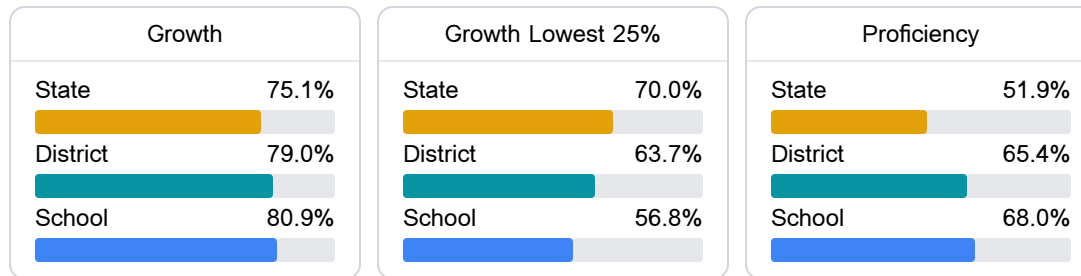 Growth
State 75.1%
District 79.0%
School 80.9%
Growth Lowest 25%
State 70.0%
District 63.7%
School 56.8%
Proficiency
State 51.9%
District 65.4%
School 68.0%